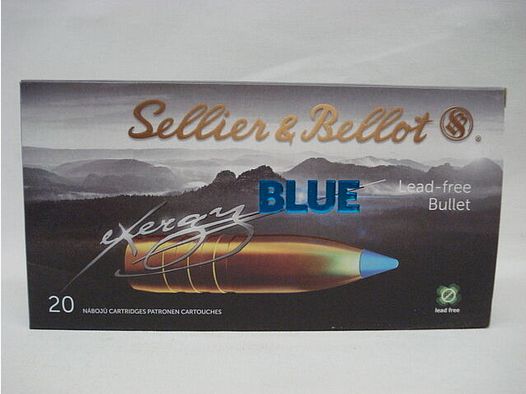 Sellier & Bellot
S&B
®
exergy BLUE
Lead-free
Bullet
20 NÁBOJŮ CARTRIDGES PATRONEN CARTOUCHES
lead free